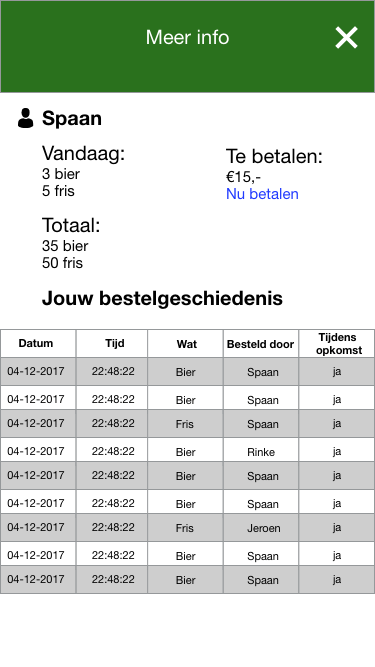 Meer info
Spaan
Vandaag:
3 bier
5 fris
Te betalen:
€15,-
Nu betalen
Totaal:
35 bier
50 fris
Jouw bestelgeschiedenis
Datum Tijd Wat Besteld door Tijdens opkomst
04-12-2017 22:48:22 Bier Spaan ja
04-12-2017 22:48:22 Bier Spaan ja
04-12-2017 22:48:22 Fris Spaan ja
04-12-2017 22:48:22 Bier Rinke ja
04-12-2017 22:48:22 Bier Spaan ja
04-12-2017 22:48:22 Bier Spaan ja
04-12-2017 22:48:22 Fris Jeroen ja
04-12-2017 22:48:22 Bier Spaan ja
04-12-2017 22:48:22 Bier Spaan ja